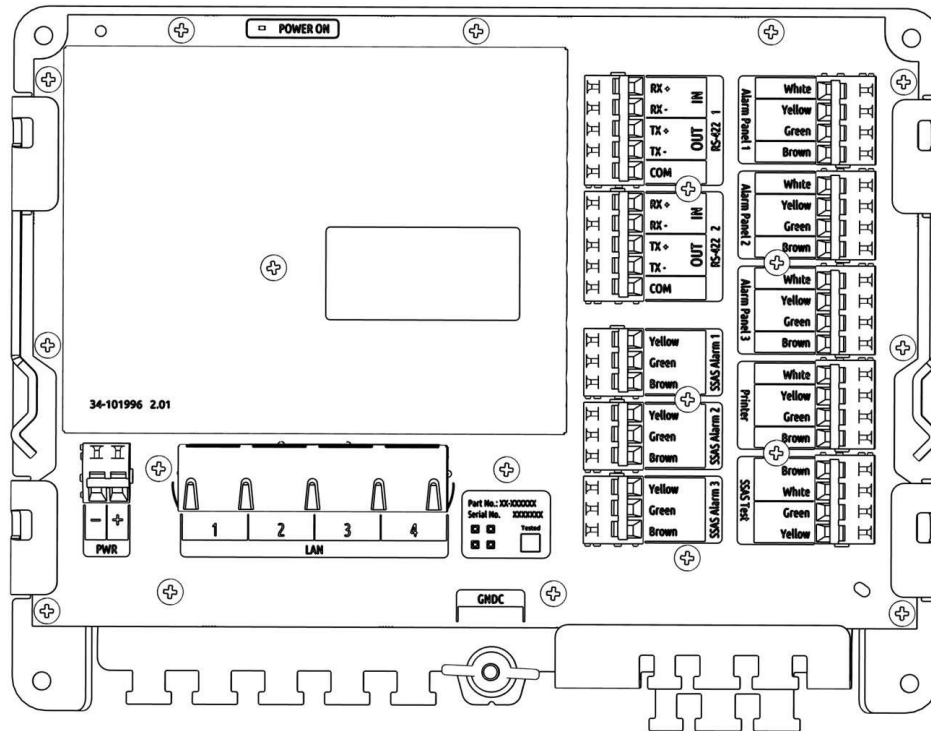 POWER ON
34-101996 2.01
RX +
RX -
IN
TX +
TX -
OUT
COM
RS-422 1
RX +
RX -
IN
TX +
TX -
OUT
COM
RS-422 2
Yellow
Green
Brown
SSAS Alarm 1
Yellow
Green
Brown
SSAS Alarm 2
Yellow
Green
Brown
SSAS Alarm 3
Alarm Panel 1
White
Yellow
Green
Brown
Alarm Panel 2
White
Yellow
Green
Brown
Alarm Panel 3
White
Yellow
Green
Brown
Printer
White
Yellow
Green
Brown
SSAS Test
Brown
White
Green
Yellow
- +
PWR
1 2 3 4
LAN
Part No.: XX-XXXXXX
Serial No. XXXXXXX
Tested
GNDC